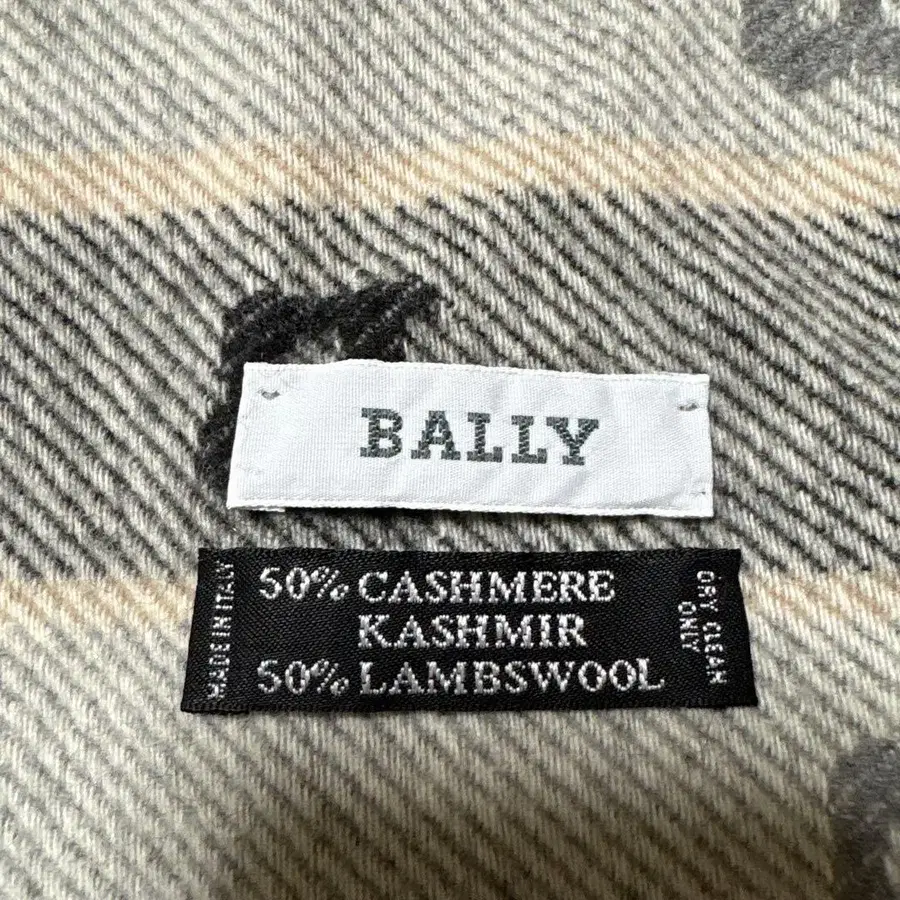 BALLY
MADE IN ITALY
50% CASHMERE
KASHMIR
50% LAMBSWOOL
DRY CLEAN
ONLY